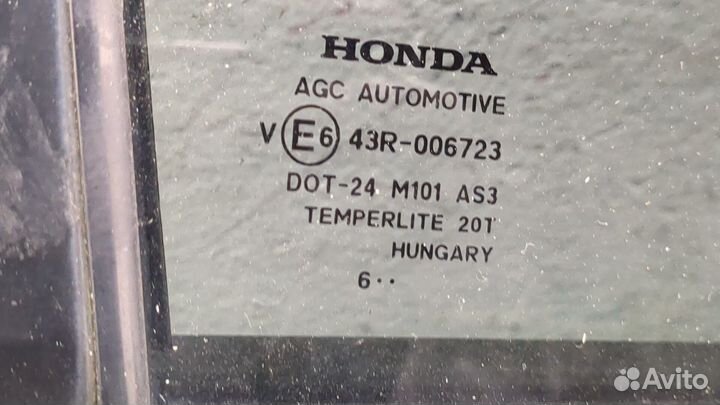 HONDA
AGC AUTOMOTIVE
V E6 43R-006723
DOT-24 M101 AS3
TEMPERLITE 20T
HUNGARY
6··
Avito